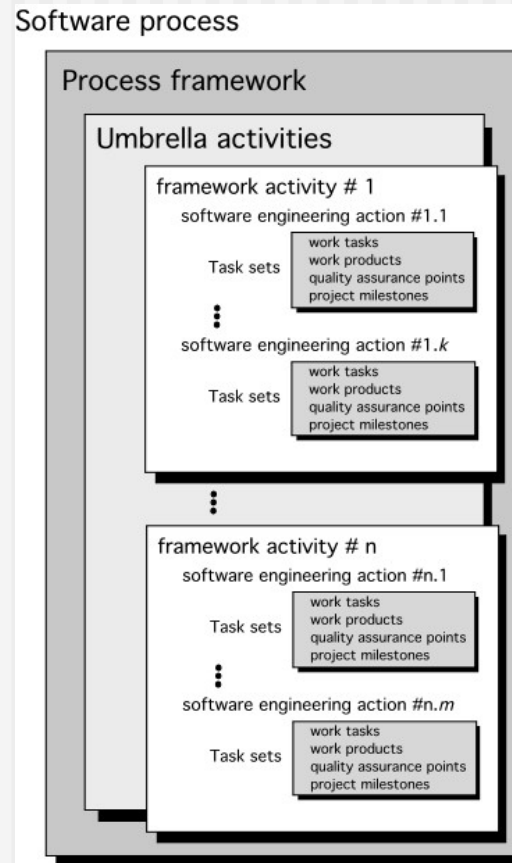 Software process
Process framework
Umbrella activities
framework activity # 1
software engineering action #1.1
Task sets
work tasks
work products
quality assurance points
project milestones
software engineering action #1.k
Task sets
work tasks
work products
quality assurance points
project milestones
framework activity # n
software engineering action #n.1
Task sets
work tasks
work products
quality assurance points
project milestones
software engineering action #n.m
Task sets
work tasks
work products
quality assurance points
project milestones